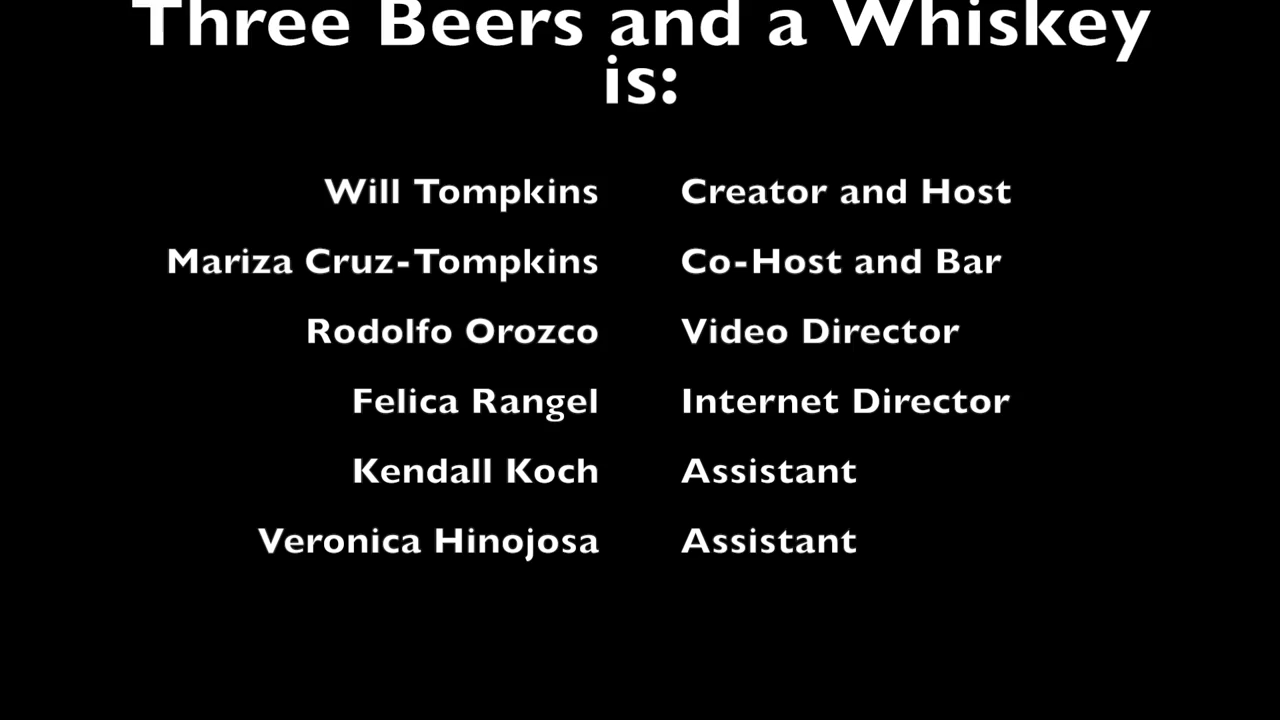 Three Beers and a Whiskey
is:
Will Tompkins Creator and Host
Mariza Cruz-Tompkins Co-Host and Bar
Rodolfo Orozco Video Director
Felica Rangel Internet Director
Kendall Koch Assistant
Veronica Hinojosa Assistant